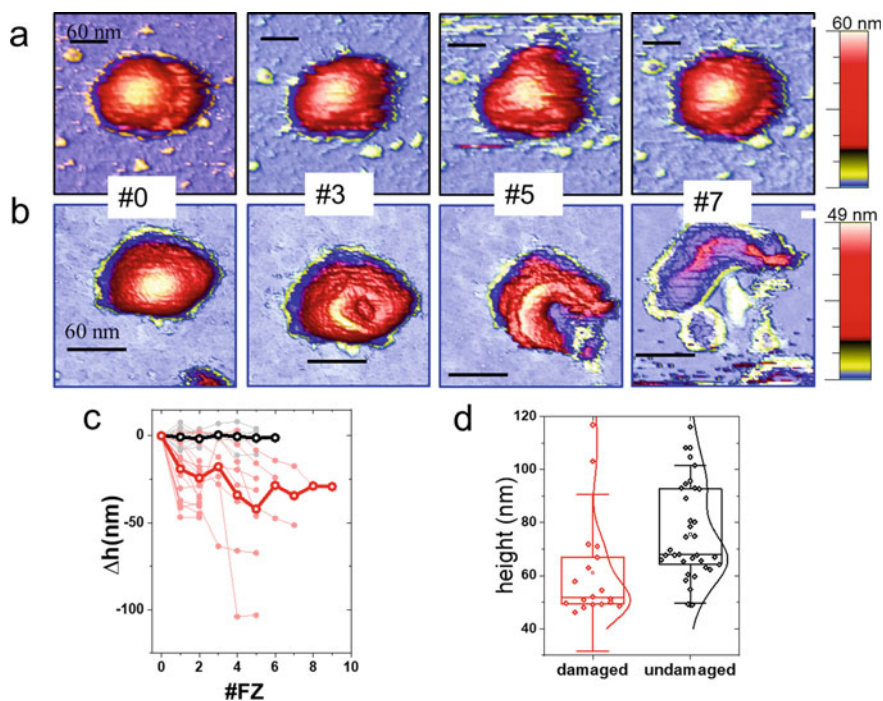 a
60 nm
60 nm
#0
#3
#5
#7
b
49 nm
60 nm
c
0
-50
-100
Δh(nm)
0 2 4 6 8 10
#FZ
d
120
100
80
60
40
height (nm)
damaged undamaged